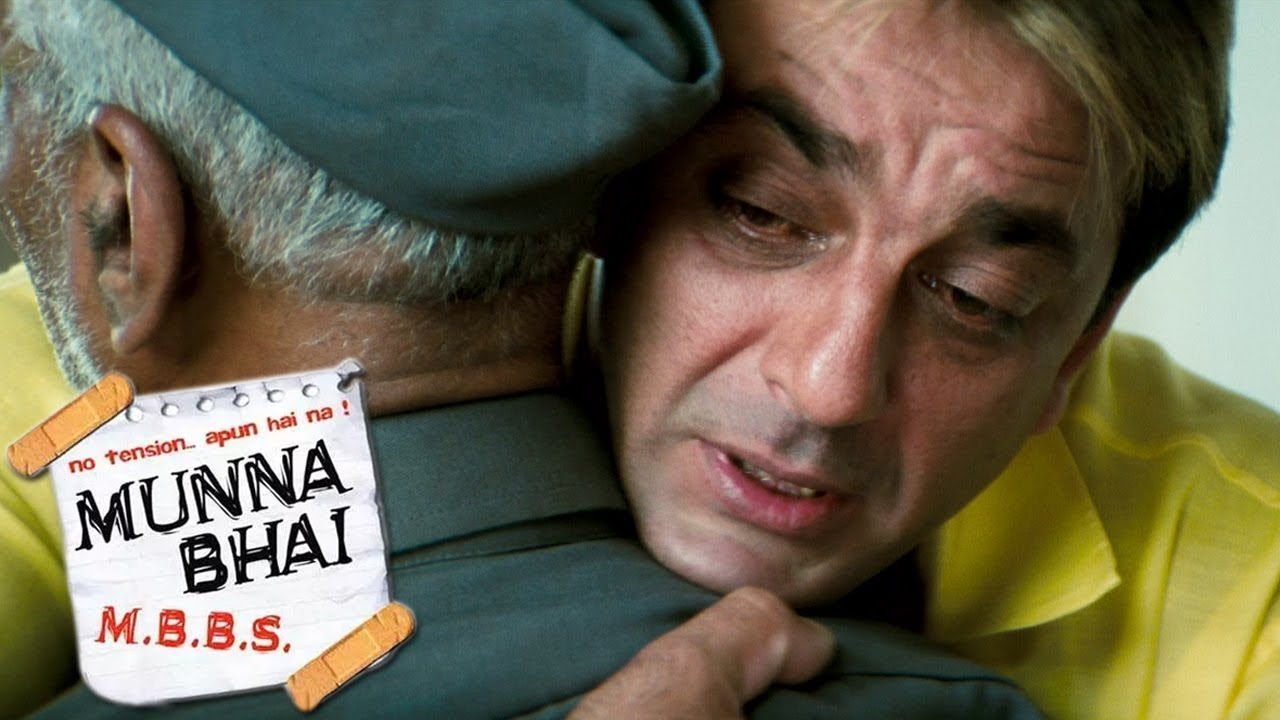 no tension... apun hai na !
MUNNA
BHAI
M.B.B.S.